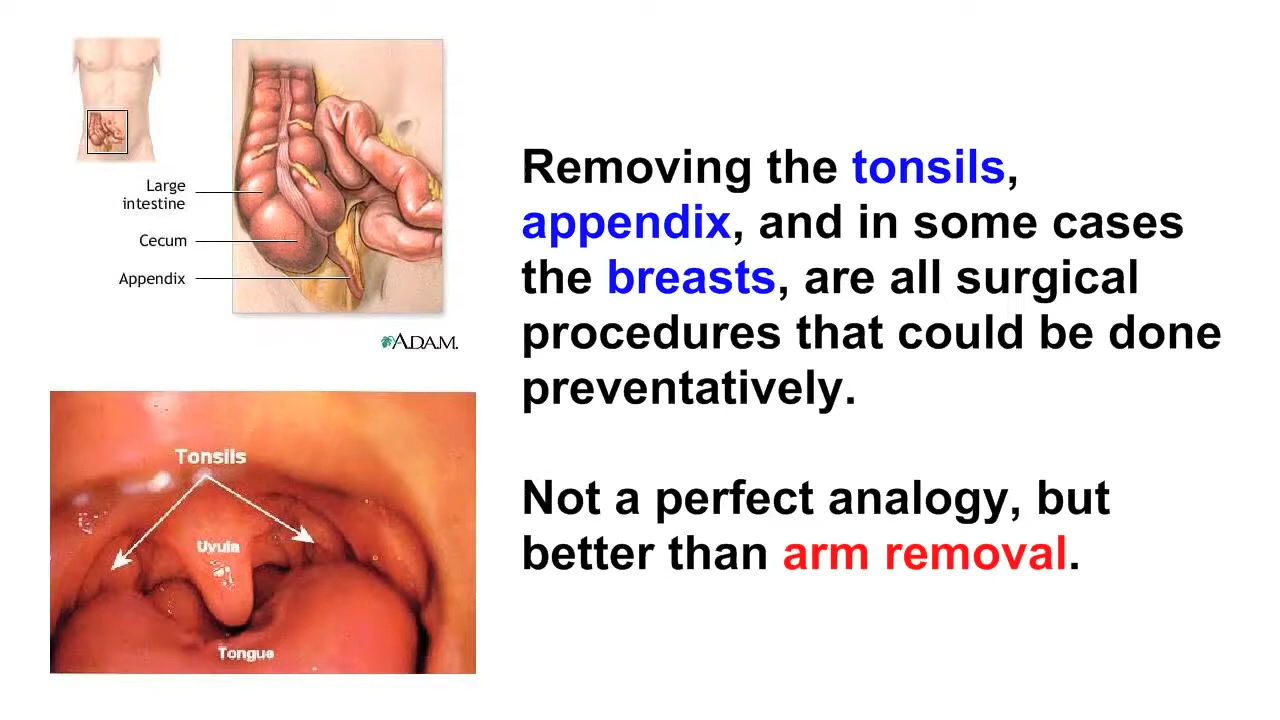 Large
intestine
Cecum
Appendix
A.D.A.M.
Tonsils
Uvula
Tongue
Removing the tonsils,
appendix, and in some cases
the breasts, are all surgical
procedures that could be done
preventatively.
Not a perfect analogy, but
better than arm removal.